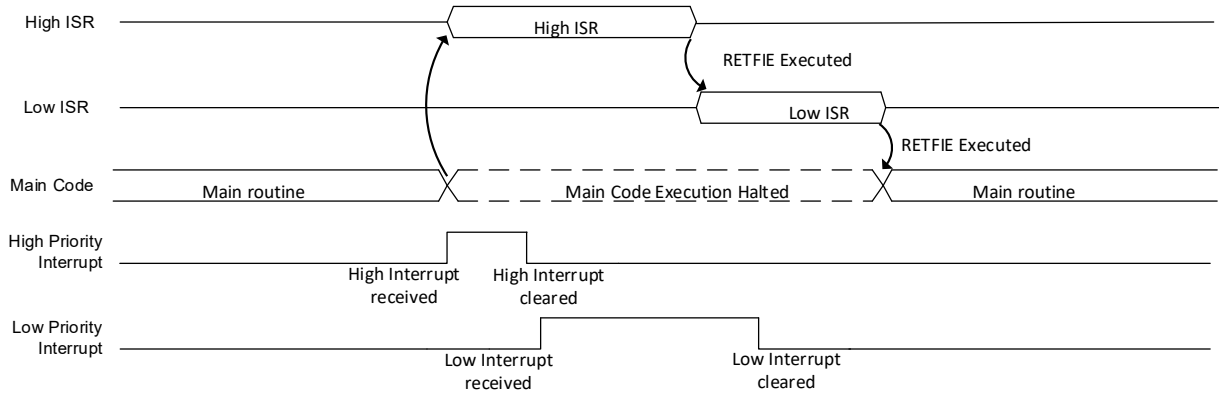 High ISR
High ISR
RETFIE Executed
Low ISR
Low ISR
RETFIE Executed
Main Code
Main routine
Main Code Execution Halted
Main routine
High Priority
Interrupt
High Interrupt
received
High Interrupt
cleared
Low Priority
Interrupt
Low Interrupt
received
Low Interrupt
cleared